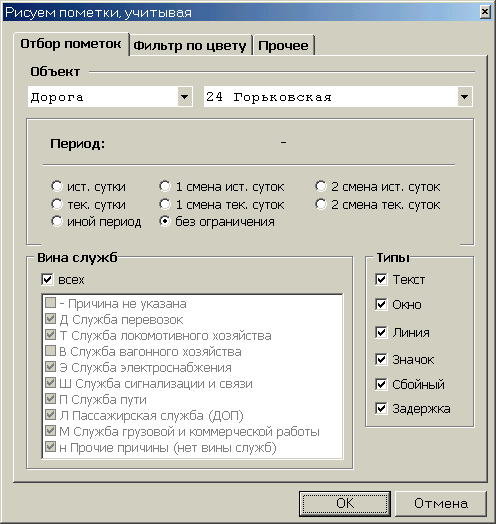 Рисуем пометки, учитывая
Отбор пометок Фильтр по цвету Прочее
Объект
Дорога 24 Горьковская
Период: -
ист. сутки 1 смена ист. суток 2 смена ист. суток
тек. сутки 1 смена тек. суток 2 смена тек. суток
иной период без ограничения
Вина служб
всех
- Причина не указана
Д Служба перевозок
Т Служба локомотивного хозяйства
В Служба вагонного хозяйства
Э Служба электроснабжения
Ш Служба сигнализации и связи
П Служба пути
Л Пассажирская служба (ДОП)
М Служба грузовой и коммерческой работы
н Прочие причины (нет вины служб)
Типы
Текст
Окно
Линия
Значок
Сбойный
Задержка
OK Отмена